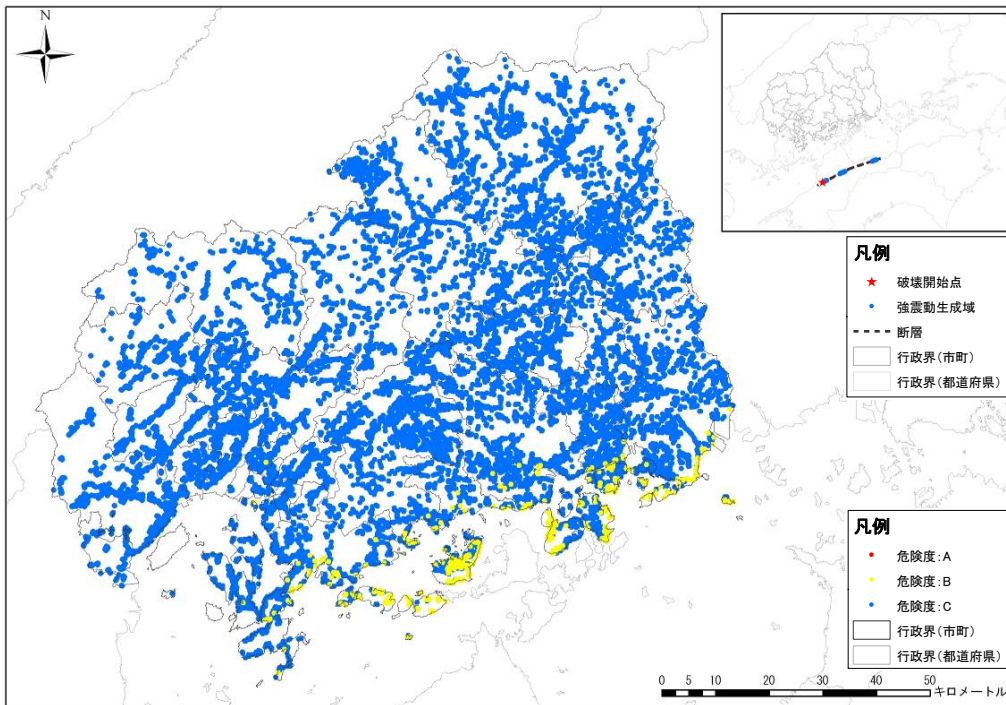 N
凡例
破壊開始点
強震動生成域
断層
行政界(市町)
行政界(都道府県)
凡例
危険度:A
危険度:B
危険度:C
行政界(市町)
行政界(都道府県)
0 5 10 20 30 40 50
キロメートル